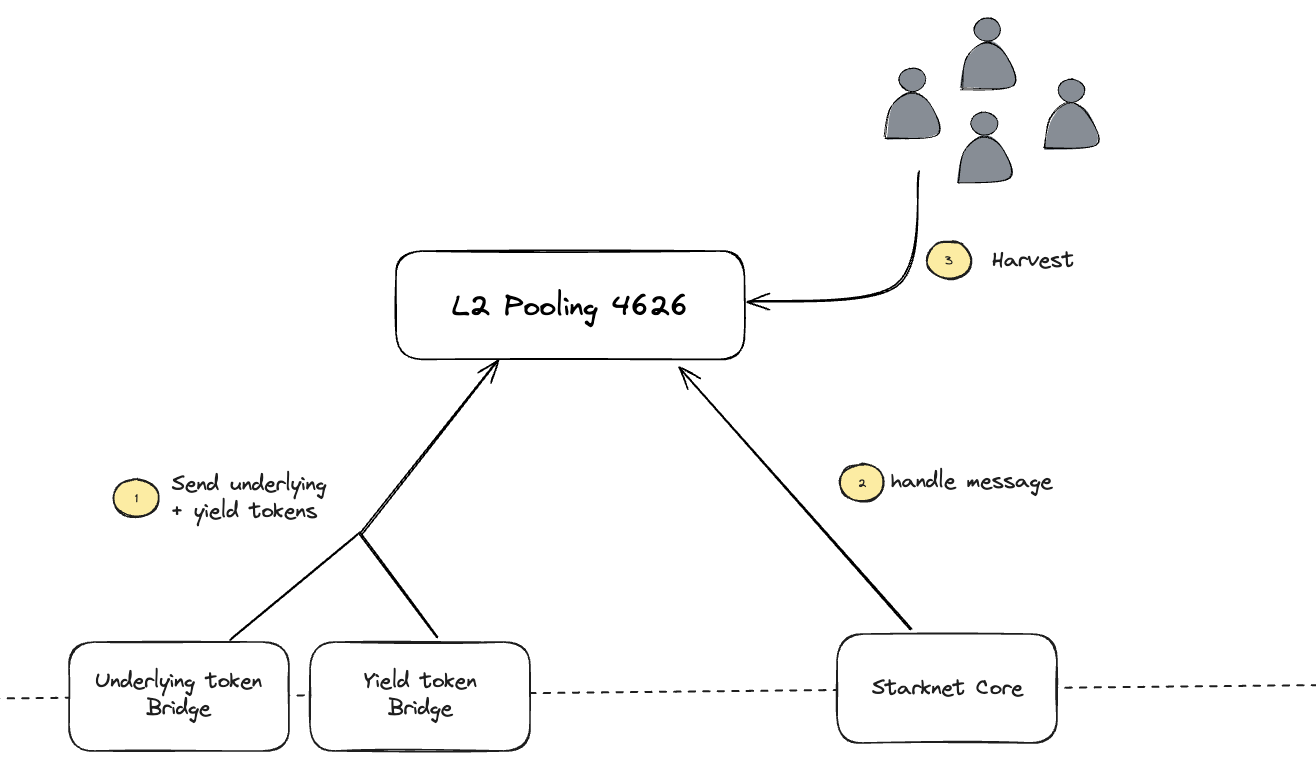 3
Harvest
L2 Pooling 4626
1
Send underlying
+ yield tokens
2
handle message
Underlying token
Bridge
Yield token
Bridge
Starknet Core